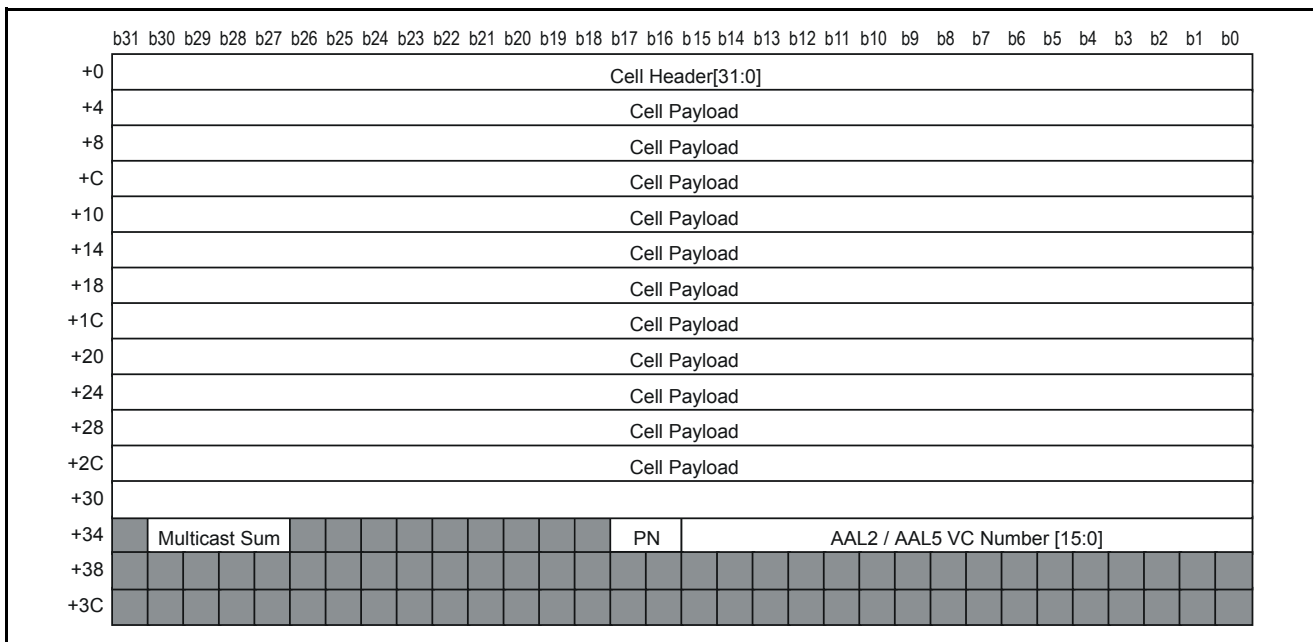 b31 b30 b29 b28 b27 b26 b25 b24 b23 b22 b21 b20 b19 b18 b17 b16 b15 b14 b13 b12 b11 b10 b9 b8 b7 b6 b5 b4 b3 b2 b1 b0
+0 Cell Header[31:0]
+4 Cell Payload
+8 Cell Payload
+C Cell Payload
+10 Cell Payload
+14 Cell Payload
+18 Cell Payload
+1C Cell Payload
+20 Cell Payload
+24 Cell Payload
+28 Cell Payload
+2C Cell Payload
+30
+34 Multicast Sum PN AAL2 / AAL5 VC Number [15:0]
+38
+3C